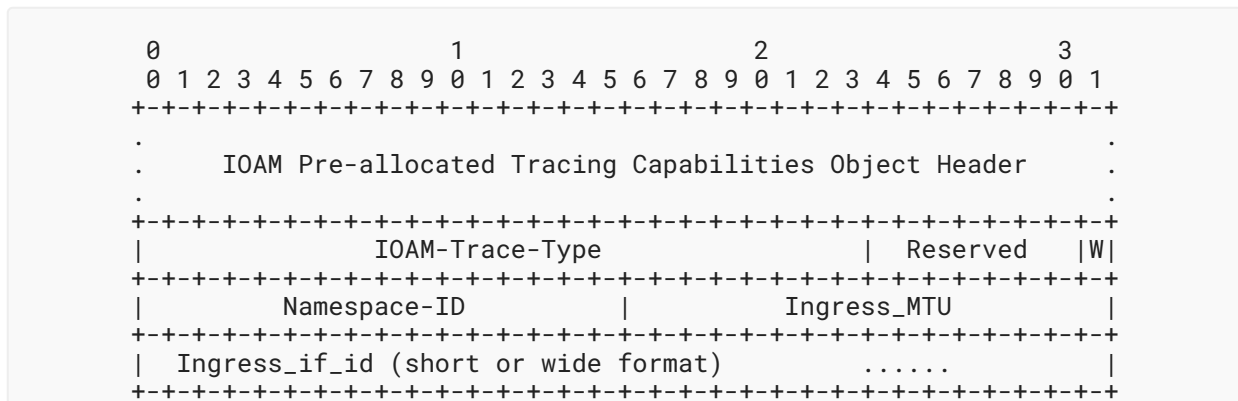 0                   1                   2                   3
 0 1 2 3 4 5 6 7 8 9 0 1 2 3 4 5 6 7 8 9 0 1 2 3 4 5 6 7 8 9 0 1
+-+-+-+-+-+-+-+-+-+-+-+-+-+-+-+-+-+-+-+-+-+-+-+-+-+-+-+-+-+-+-+-+
.                                                               .
.     IOAM Pre-allocated Tracing Capabilities Object Header     .
.                                                               .
+-+-+-+-+-+-+-+-+-+-+-+-+-+-+-+-+-+-+-+-+-+-+-+-+-+-+-+-+-+-+-+-+
|               IOAM-Trace-Type                 |  Reserved   |W|
+-+-+-+-+-+-+-+-+-+-+-+-+-+-+-+-+-+-+-+-+-+-+-+-+-+-+-+-+-+-+-+-+
|         Namespace-ID          |          Ingress_MTU          |
+-+-+-+-+-+-+-+-+-+-+-+-+-+-+-+-+-+-+-+-+-+-+-+-+-+-+-+-+-+-+-+-+
|  Ingress_if_id (short or wide format)         ......          |
+-+-+-+-+-+-+-+-+-+-+-+-+-+-+-+-+-+-+-+-+-+-+-+-+-+-+-+-+-+-+-+-+